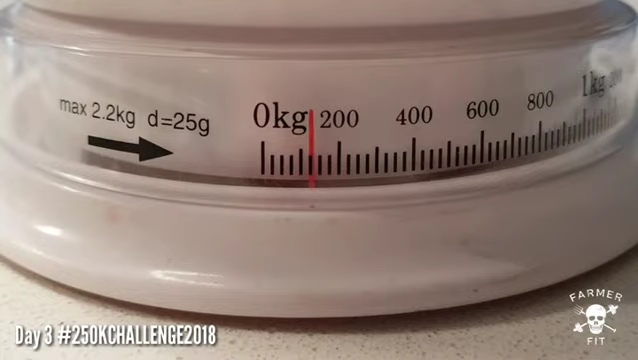 max 2.2kg d=25g
0kg 200 400 600 800 1kg
Day 3 #250KCHALLENGE2018
FARMER
FIT